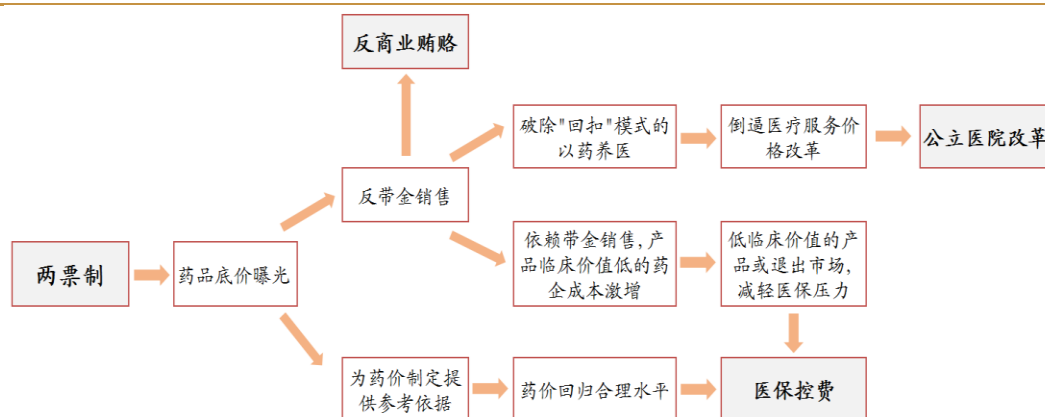 反商业贿赂
破除"回扣"模式的
以药养医
倒逼医疗服务价
格改革
公立医院改革
反带金销售
依赖带金销售,产
品临床价值低的药
企成本激增
低临床价值的产
品或退出市场,
减轻医保压力
两票制
药品底价曝光
为药价制定提
供参考依据
药价回归合理水平
医保控费